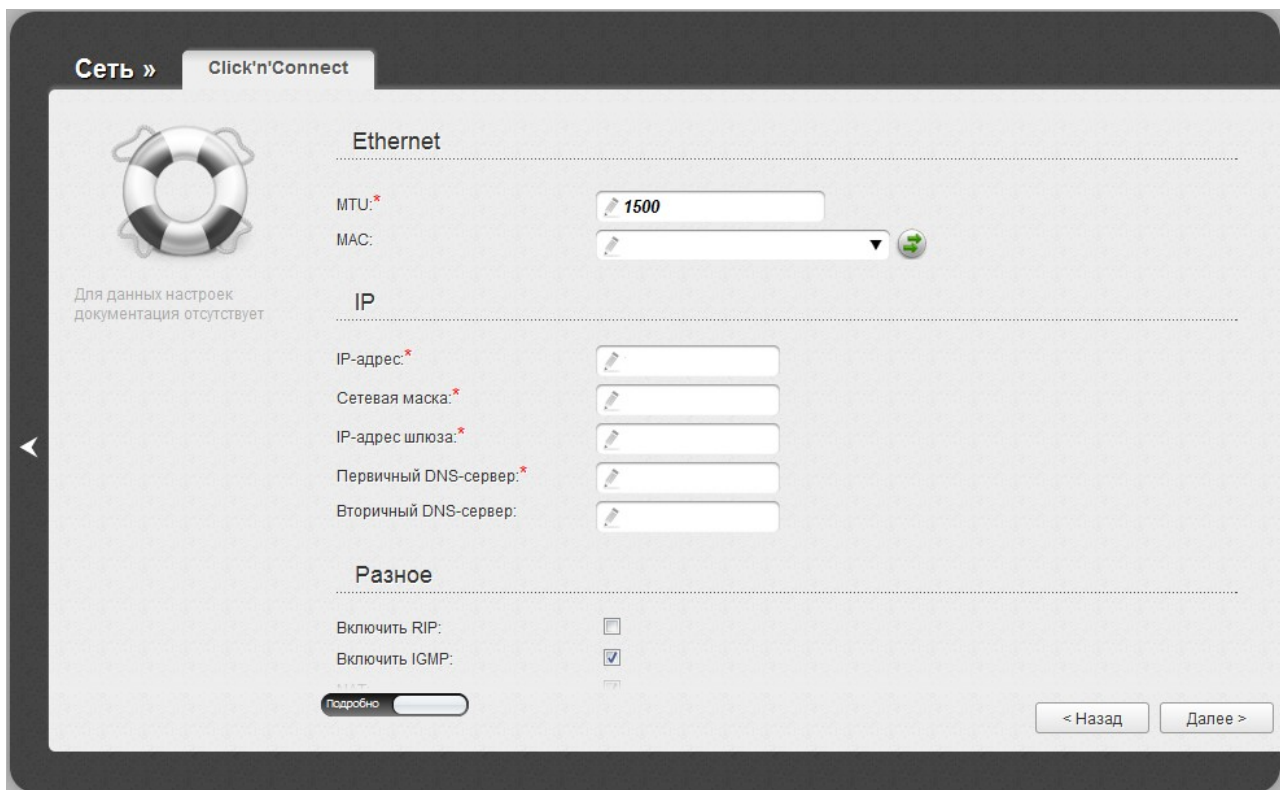 Сеть »
Click'n'Connect
Для данных настроек
документация отсутствует
Ethernet
MTU:* 1500
MAC:
IP
IP-адрес:*
Сетевая маска:*
IP-адрес шлюза:*
Первичный DNS-сервер:*
Вторичный DNS-сервер:
Разное
Включить RIP:
Включить IGMP:
Подробно
< Назад
Далее >